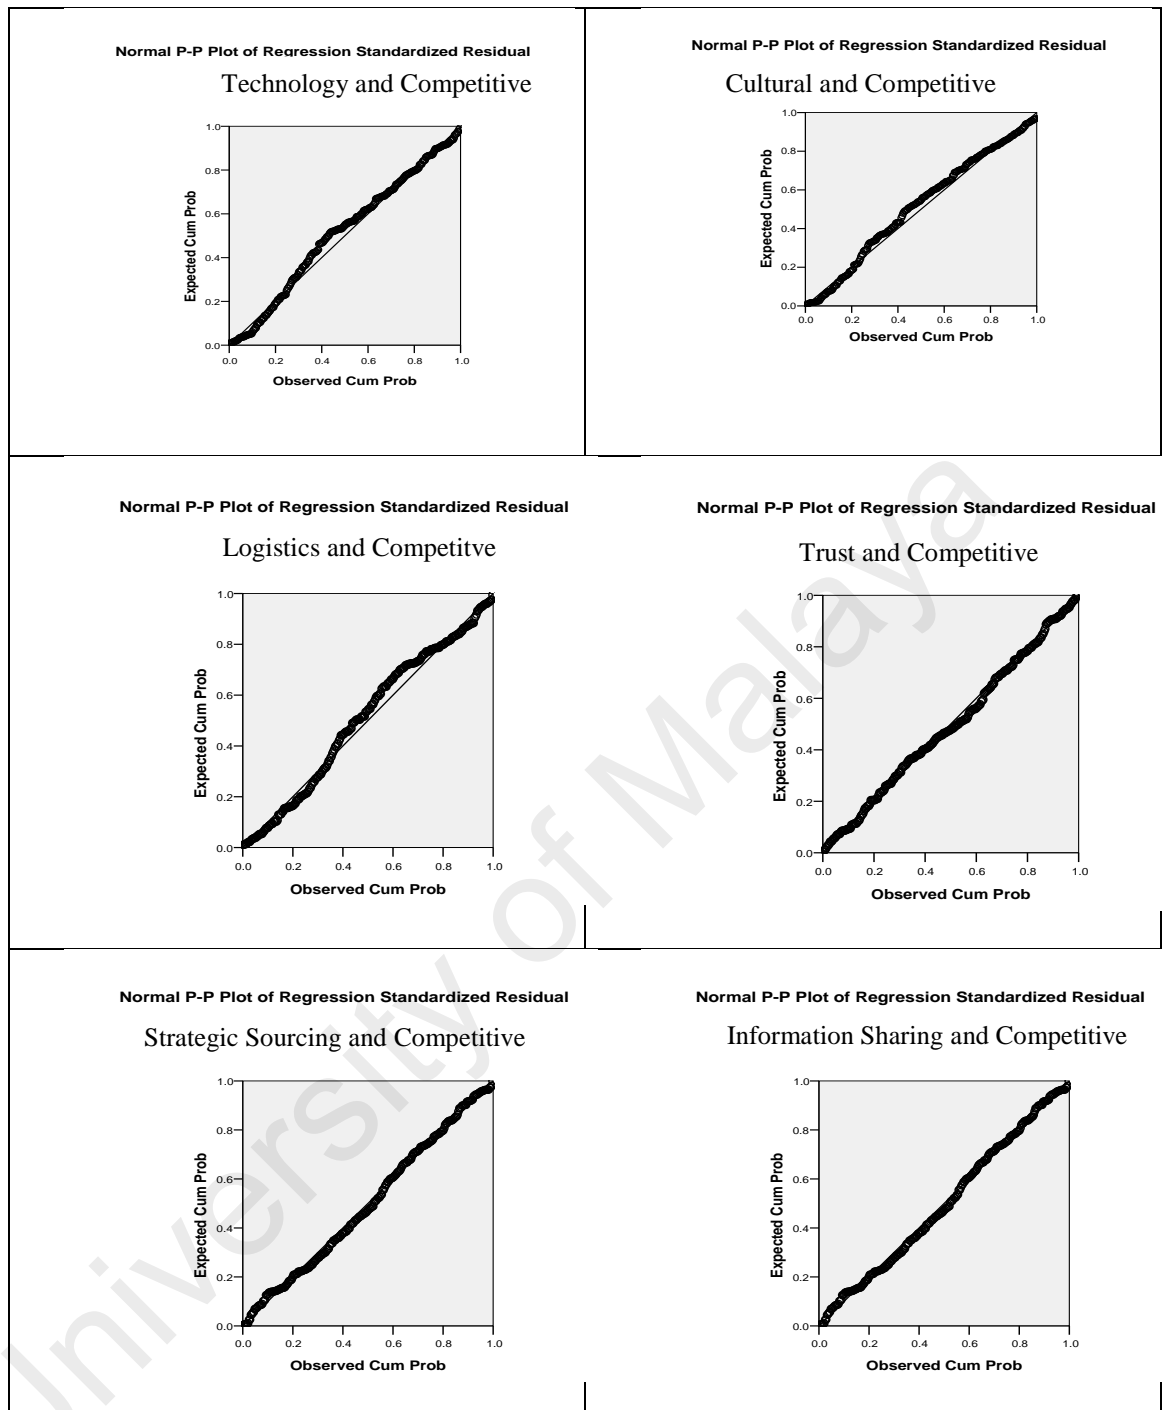 Normal P-P Plot of Regression Standardized Residual
Technology and Competitive
1.0
0.8
0.6
0.4
0.2
0.0
Expected Cum Prob
0.0 0.2 0.4 0.6 0.8 1.0
Observed Cum Prob
Normal P-P Plot of Regression Standardized Residual
Cultural and Competitive
1.0
0.8
0.6
0.4
0.2
0.0
Expected Cum Prob
0.0 0.2 0.4 0.6 0.8 1.0
Observed Cum Prob
Normal P-P Plot of Regression Standardized Residual
Logistics and Competitve
1.0
0.8
0.6
0.4
0.2
0.0
Expected Cum Prob
0.0 0.2 0.4 0.6 0.8 1.0
Observed Cum Prob
Normal P-P Plot of Regression Standardized Residual
Trust and Competitive
1.0
0.8
0.6
0.4
0.2
0.0
Expected Cum Prob
0.0 0.2 0.4 0.6 0.8 1.0
Observed Cum Prob
Normal P-P Plot of Regression Standardized Residual
Strategic Sourcing and Competitive
1.0
0.8
0.6
0.4
0.2
0.0
Expected Cum Prob
0.0 0.2 0.4 0.6 0.8 1.0
Observed Cum Prob
Normal P-P Plot of Regression Standardized Residual
Information Sharing and Competitive
1.0
0.8
0.6
0.4
0.2
0.0
Expected Cum Prob
0.0 0.2 0.4 0.6 0.8 1.0
Observed Cum Prob
University of Malaya